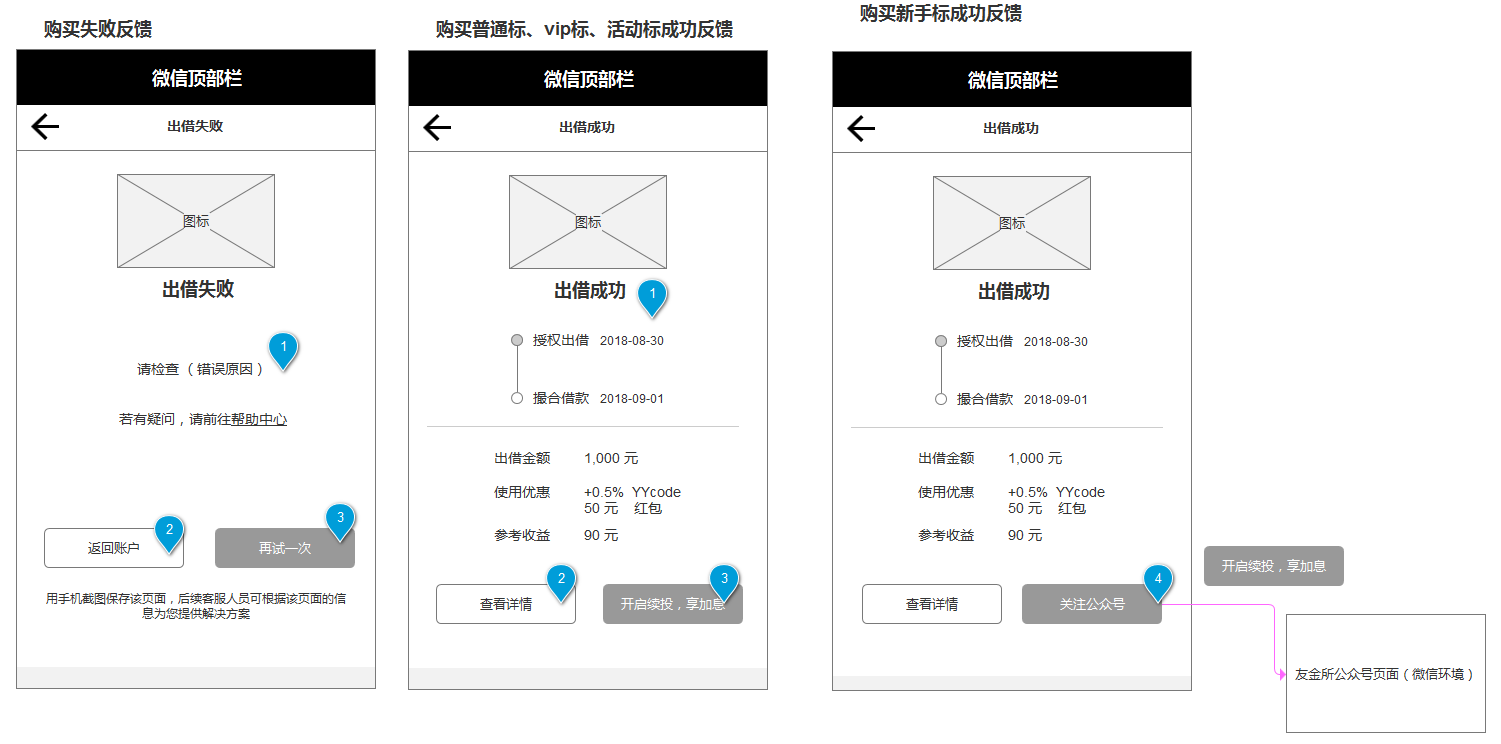 购买失败反馈
微信顶部栏
出借失败
图标
出借失败
1
请检查（错误原因）
若有疑问，请前往帮助中心
2
3
返回账户
再试一次
用手机截图保存该页面，后续客服人员可根据该页面的信
息为您提供解决方案
购买普通标、vip标、活动标成功反馈
微信顶部栏
出借成功
图标
出借成功
1
授权出借 2018-08-30
撮合借款 2018-09-01
出借金额 1,000 元
使用优惠 +0.5% YYcode
50 元 红包
参考收益 90 元
2
3
查看详情
开启续投，享加息
购买新手标成功反馈
微信顶部栏
出借成功
图标
出借成功
授权出借 2018-08-30
撮合借款 2018-09-01
出借金额 1,000 元
使用优惠 +0.5% YYcode
50 元 红包
参考收益 90 元
4
查看详情
关注公众号
开启续投，享加息
友金所公众号页面（微信环境）